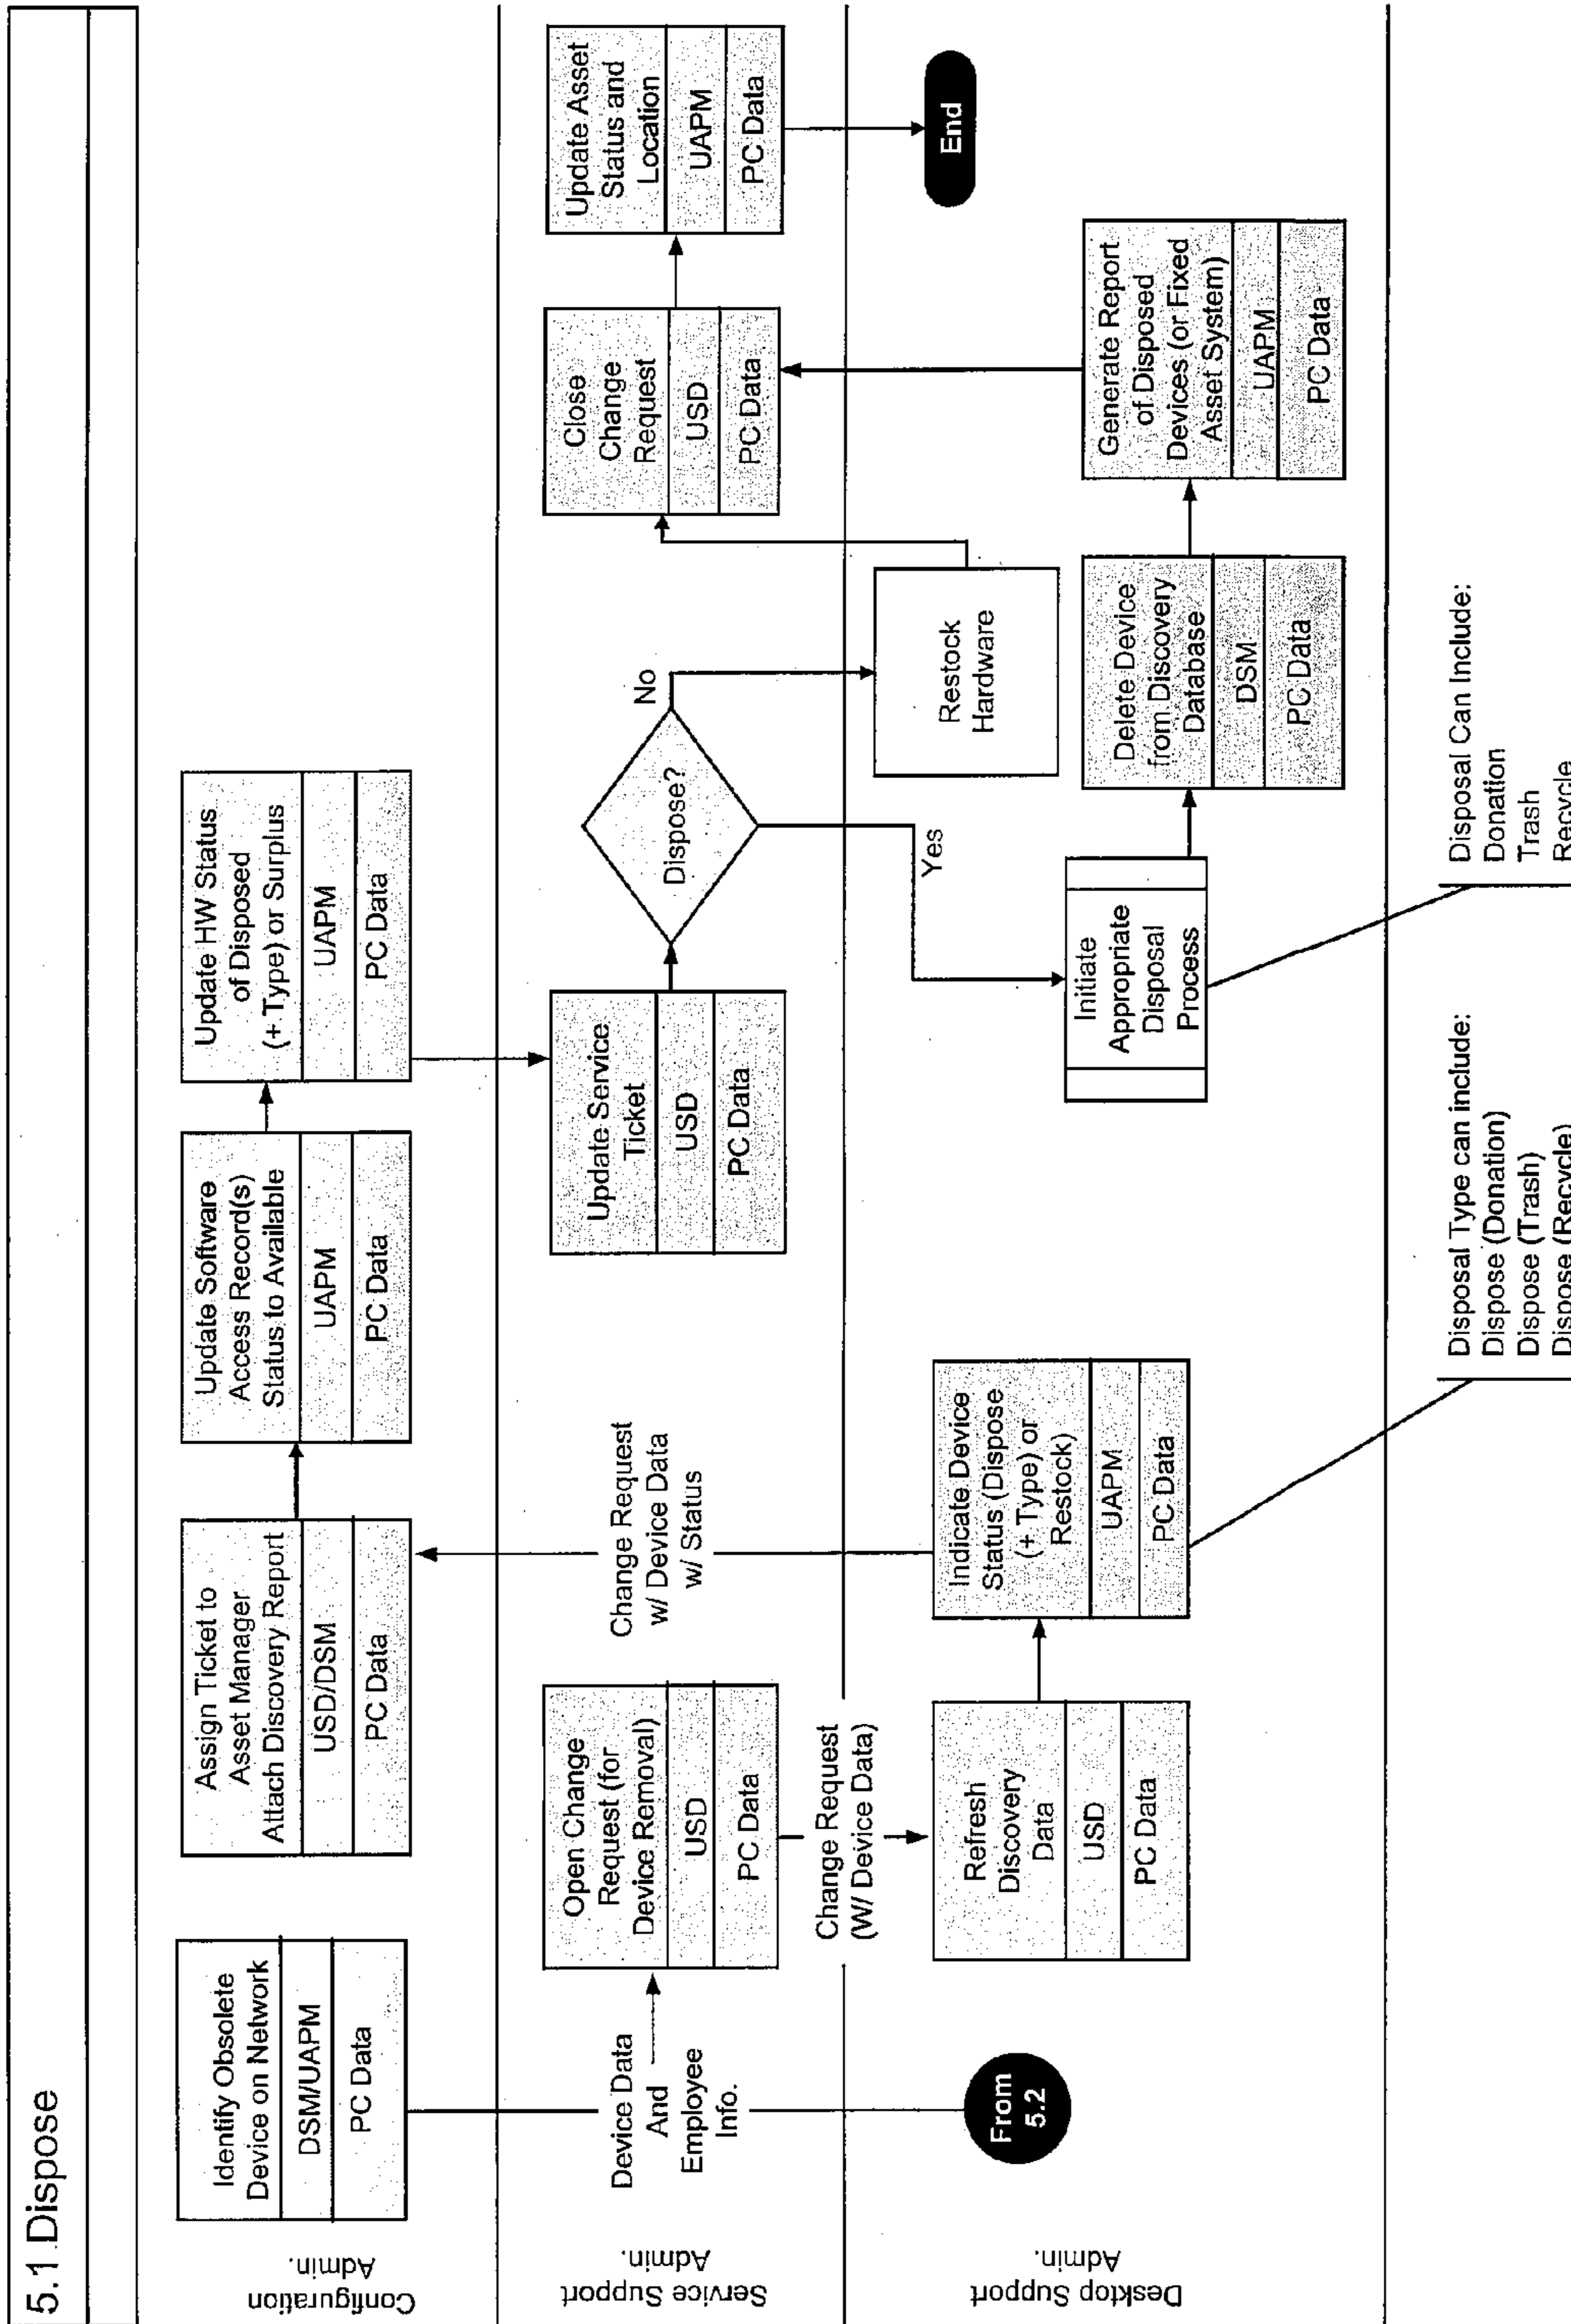 5.1 Dispose
Configuration
Admin.
Identify Obsolete
Device on Network
DSM/UAPM
PC Data
Assign Ticket to
Asset Manager
Attach Discovery Report
USD/DSM
PC Data
Update Software
Access Record(s)
Status to Available
UAPM
PC Data
Update HW Status
of Disposed
(+ Type) or Surplus
UAPM
PC Data
Service Support
Admin.
Device Data
And
Employee
Info.
Open Change
Request (for
Device Removal)
USD
PC Data
Change Request
w/ Device Data
w/ Status
Update Service
Ticket
USD
PC Data
Dispose?
No
Yes
Close
Change
Request
USD
PC Data
Update Asset
Status and
Location
UAPM
PC Data
Change Request
(W/ Device Data)
Desktop Support
Admin.
From
5.2
Refresh
Discovery
Data
USD
PC Data
Indicate Device
Status (Dispose
(+ Type) or
Restock)
UAPM
PC Data
Initiate
Appropriate
Disposal
Process
Restock
Hardware
Delete Device
from Discovery
Database
DSM
PC Data
Generate Report
of Disposed
Devices (or Fixed
Asset System)
UAPM
PC Data
End
Disposal Type can include:
Dispose (Donation)
Dispose (Trash)
Dispose (Recycle)
Disposal Can Include:
Donation
Trash
Recycle